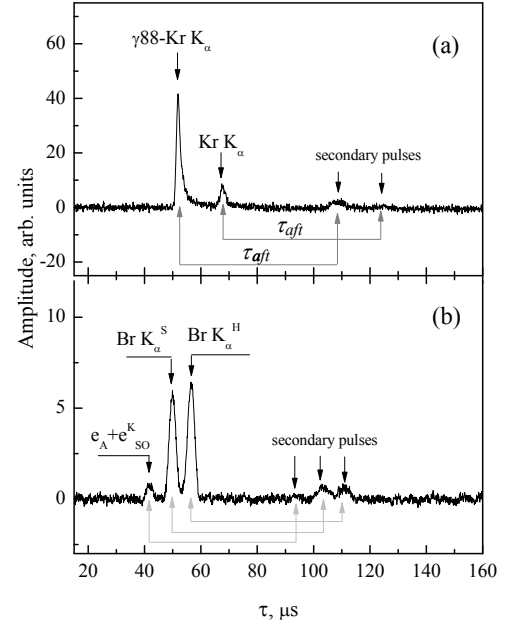 (a)
γ88-Kr Kα
Kr Kα
secondary pulses
τaft
τaft
60
40
20
0
-20
Amplitude, arb. units
(b)
Br KαS
Br KαH
eA+eKSO
secondary pulses
10
5
0
20 40 60 80 100 120 140 160
τ, μs